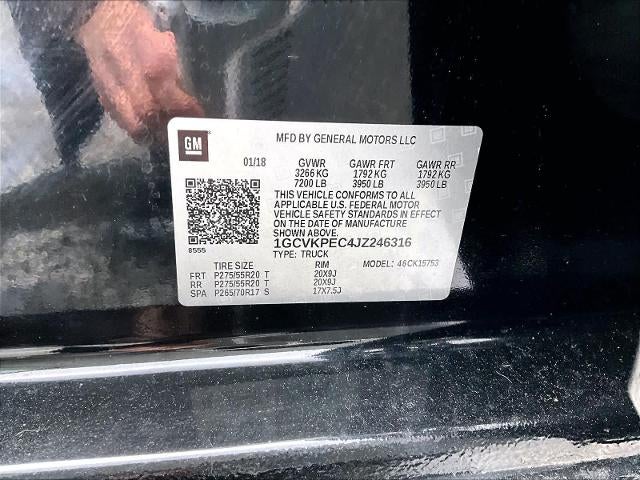 GM
MFD BY GENERAL MOTORS LLC
01/18 GVWR GAWR FRT GAWR RR
3266 KG 1792 KG 1792 KG
7200 LB 3950 LB 3950 LB
THIS VEHICLE CONFORMS TO ALL
APPLICABLE U.S. FEDERAL MOTOR
VEHICLE SAFETY STANDARDS IN EFFECT
ON THE DATE OF MANUFACTURE
SHOWN ABOVE.
8555
1GCVKPEC4JZ246316
TYPE: TRUCK
TIRE SIZE RIM MODEL: 46CK15753
FRT P275/55R20 T 20X9J
RR P275/55R20 T 20X9J
SPA P265/70R17 S 17X7.5J